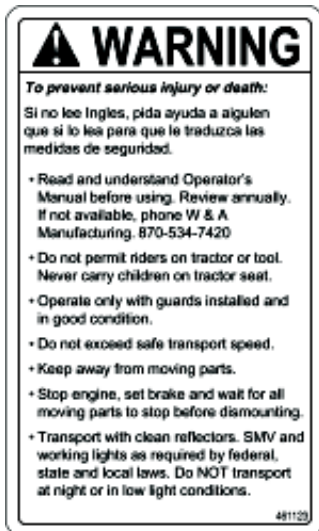 WARNING
To prevent serious injury or death:
Si no lee Ingles, pida ayuda a alguien
que si lo lea para que le traduzca las
medidas de seguridad.
• Read and understand Operator's
Manual before using. Review annually.
If not available, phone W & A
Manufacturing. 870-534-7420
• Do not permit riders on tractor or tool.
Never carry children on tractor seat.
• Operate only with guards installed and
in good condition.
• Do not exceed safe transport speed.
• Keep away from moving parts.
• Stop engine, set brake and wait for all
moving parts to stop before dismounting.
• Transport with clean reflectors. SMV and
working lights as required by federal,
state and local laws. Do NOT transport
at night or in low light conditions.
461123